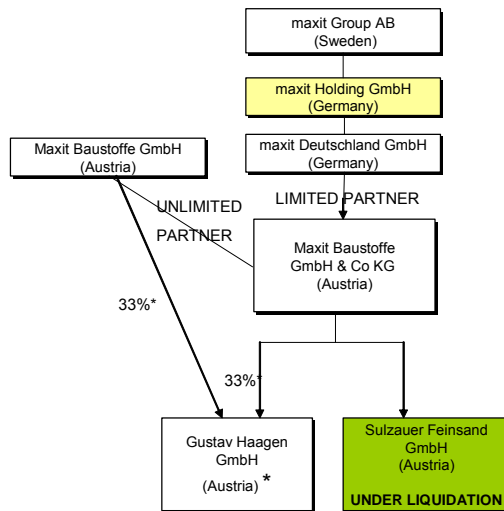 maxit Group AB
(Sweden)
maxit Holding GmbH
(Germany)
Maxit Baustoffe GmbH
(Austria)
maxit Deutschland GmbH
(Germany)
UNLIMITED
PARTNER
LIMITED PARTNER
Maxit Baustoffe
GmbH & Co KG
(Austria)
33%*
33%*
Gustav Haagen
GmbH
(Austria) *
Sulzauer Feinsand
GmbH
(Austria)
UNDER LIQUIDATION